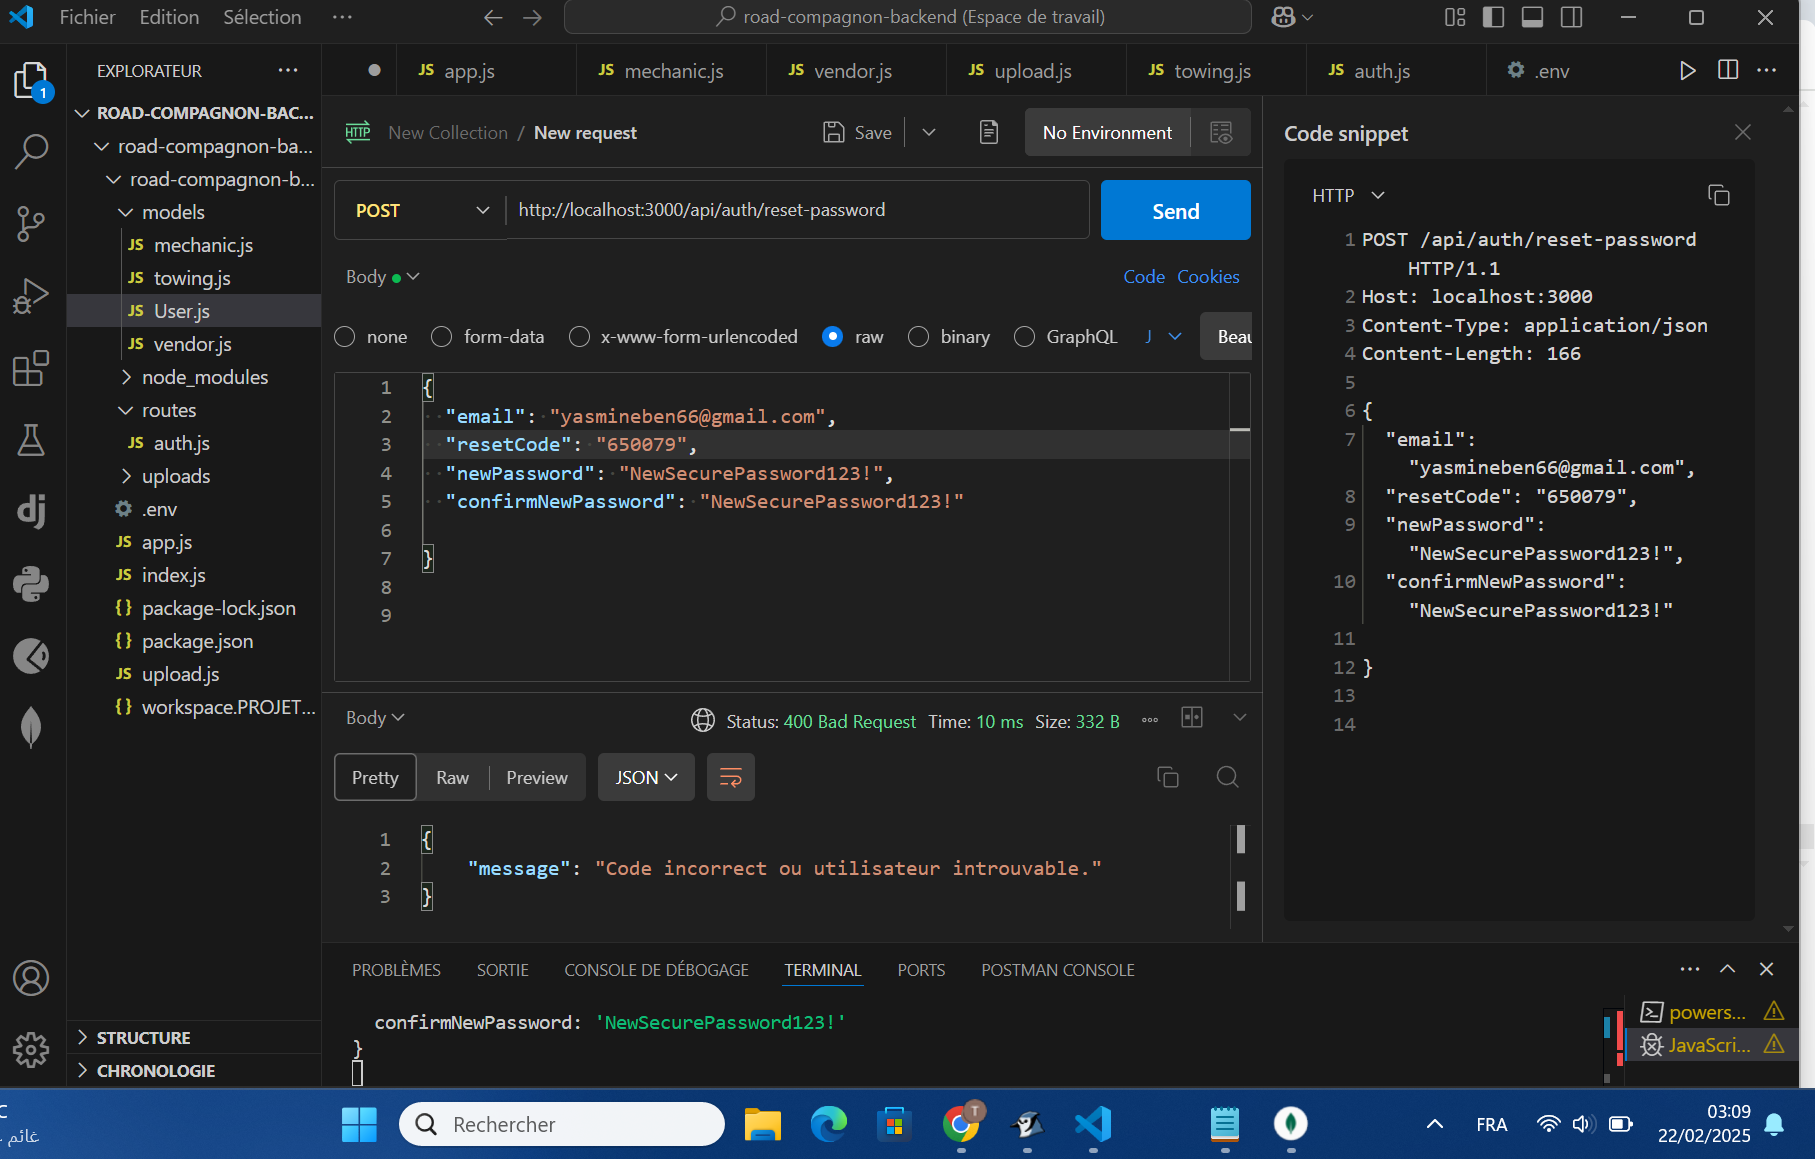 Fichier Edition Sélection ··· road-compagnon-backend (Espace de travail)
1
EXPLORATEUR ···
ROAD-COMPAGNON-BAC...
road-compagnon-ba...
road-compagnon-b...
models
JS mechanic.js
JS towing.js
JS User.js
JS vendor.js
node_modules
routes
JS auth.js
uploads
.env
JS app.js
JS index.js
{} package-lock.json
{} package.json
JS upload.js
{} workspace.PROJET...
STRUCTURE
CHRONOLOGIE
dj
JS app.js JS mechanic.js JS vendor.js JS upload.js JS towing.js JS auth.js .env ···
HTTP New Collection / New request Save No Environment
POST http://localhost:3000/api/auth/reset-password Send
Body Code Cookies
none form-data x-www-form-urlencoded raw binary GraphQL J Beau
1 {
2 "email": "yasmineben66@gmail.com",
3 "resetCode": "650079",
4 "newPassword": "NewSecurePassword123!",
5 "confirmNewPassword": "NewSecurePassword123!"
6
7 }
8
9
Body Status: 400 Bad Request Time: 10 ms Size: 332 B
Pretty Raw Preview JSON
1 {
2 "message": "Code incorrect ou utilisateur introuvable."
3 }
Code snippet
HTTP
1 POST /api/auth/reset-password
HTTP/1.1
2 Host: localhost:3000
3 Content-Type: application/json
4 Content-Length: 166
5
6 {
7 "email":
"yasmineben66@gmail.com",
8 "resetCode": "650079",
9 "newPassword":
"NewSecurePassword123!",
10 "confirmNewPassword":
"NewSecurePassword123!"
11
12 }
13
14
PROBLÈMES SORTIE CONSOLE DE DÉBOGAGE TERMINAL PORTS POSTMAN CONSOLE ···
confirmNewPassword: 'NewSecurePassword123!'
}
powers...
JavaScri...
C
غائم
Rechercher
T
FRA
03:09
22/02/2025